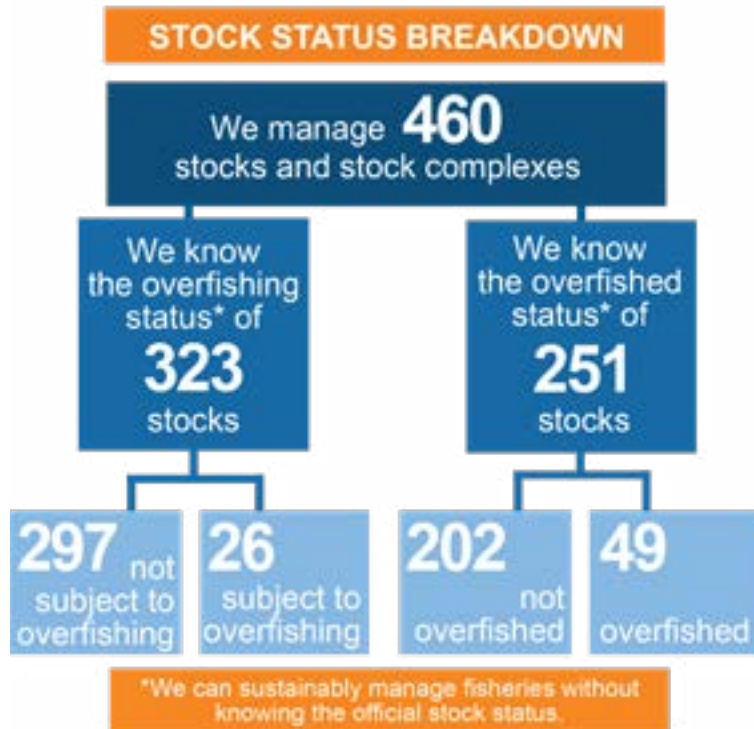 STOCK STATUS BREAKDOWN
We manage 460
stocks and stock complexes
We know
the overfishing
status* of
323
stocks
We know
the overfished
status* of
251
stocks
297 not
subject to
overfishing
26
subject to
overfishing
202
not
overfished
49
overfished
*We can sustainably manage fisheries without
knowing the official stock status.